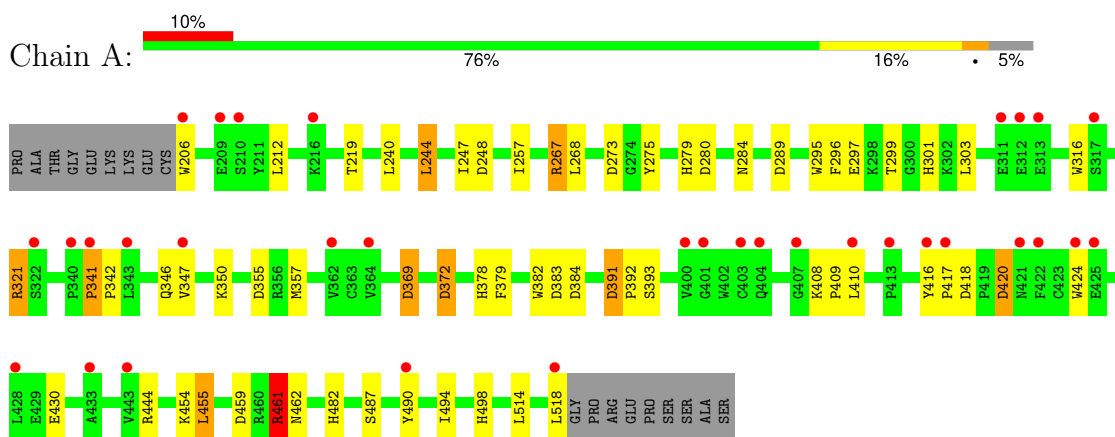 10%
Chain A:
76% 16% • 5%
PRO ALA THR GLY GLU LYS LYS GLU CYS W206 E209 S210 Y211 L212 K216 T219 L240 L244 I247 D248 I257 R267 L268 D273 G274 Y275 H279 D280 N284 D289 W295 F296 E297 K298 T299 G300 H301 K302 L303 E311 E312 E313 W316 S317
R321 S322 P340 P341 P342 L343 Q346 V347 K350 D355 R356 M357 V362 C363 V364 D369 D372 H378 F379 W382 D383 D384 D391 P392 S393 V400 G401 W402 C403 Q404 G407 K408 P409 L410 P413 Y416 P417 D418 P419 D420 N421 F422 C423 W424 E425
L428 E429 E430 A433 V443 R444 K454 L455 D459 R460 R461 N462 H482 S487 Y490 I494 H498 L514 L518 GLY PRO ARG GLU PRO SER SER ALA SER